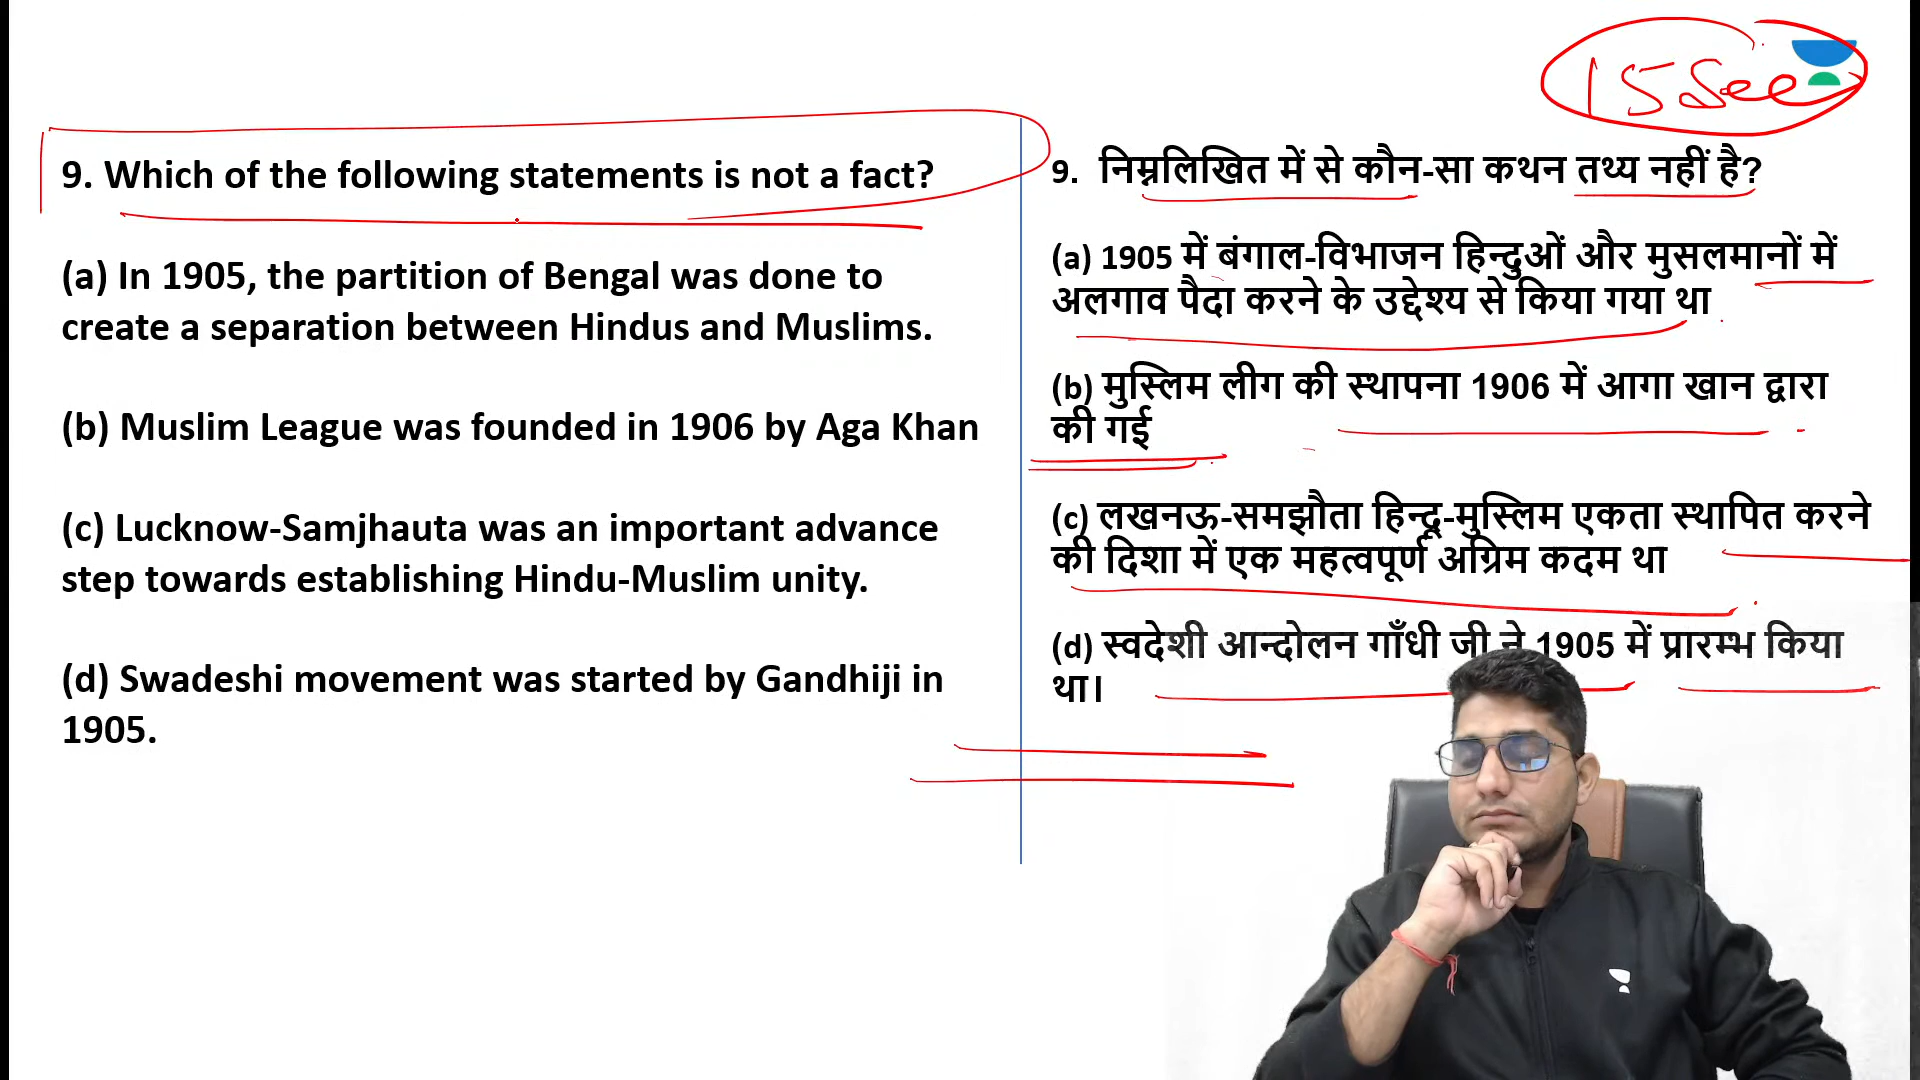 15 See
9. Which of the following statements is not a fact?
(a) In 1905, the partition of Bengal was done to
create a separation between Hindus and Muslims.
(b) Muslim League was founded in 1906 by Aga Khan
(c) Lucknow-Samjhauta was an important advance
step towards establishing Hindu-Muslim unity.
(d) Swadeshi movement was started by Gandhiji in
1905.
9. निम्नलिखित में से कौन-सा कथन तथ्य नहीं है?
(a) 1905 में बंगाल-विभाजन हिन्दुओं और मुसलमानों में
अलगाव पैदा करने के उद्देश्य से किया गया था
(b) मुस्लिम लीग की स्थापना 1906 में आगा खान द्वारा
की गई
(c) लखनऊ-समझौता हिन्दू-मुस्लिम एकता स्थापित करने
की दिशा में एक महत्वपूर्ण अग्रिम कदम था
(d) स्वदेशी आन्दोलन गाँधी जी ने 1905 में प्रारम्भ किया
था।